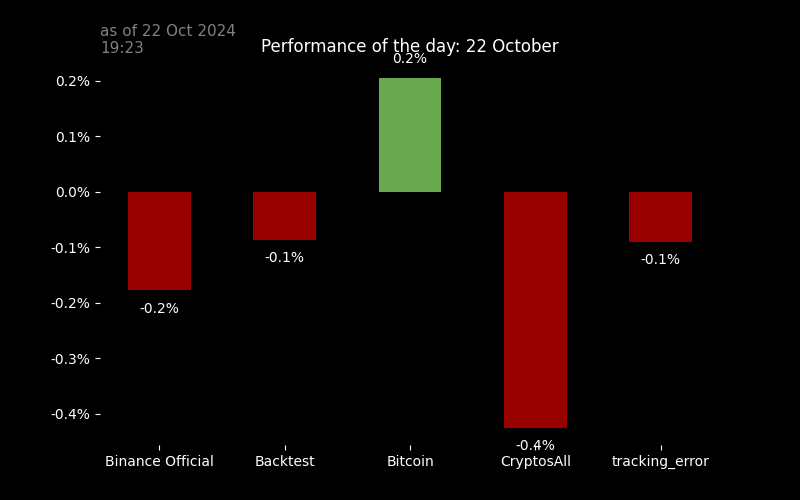 as of 22 Oct 2024
19:23
Performance of the day: 22 October
0.2%
0.2%
0.1%
0.0%
-0.1%
-0.2%
-0.3%
-0.4%
-0.2%
-0.1%
-0.4%
-0.1%
Binance Official
Backtest
Bitcoin
CryptosAll
tracking_error